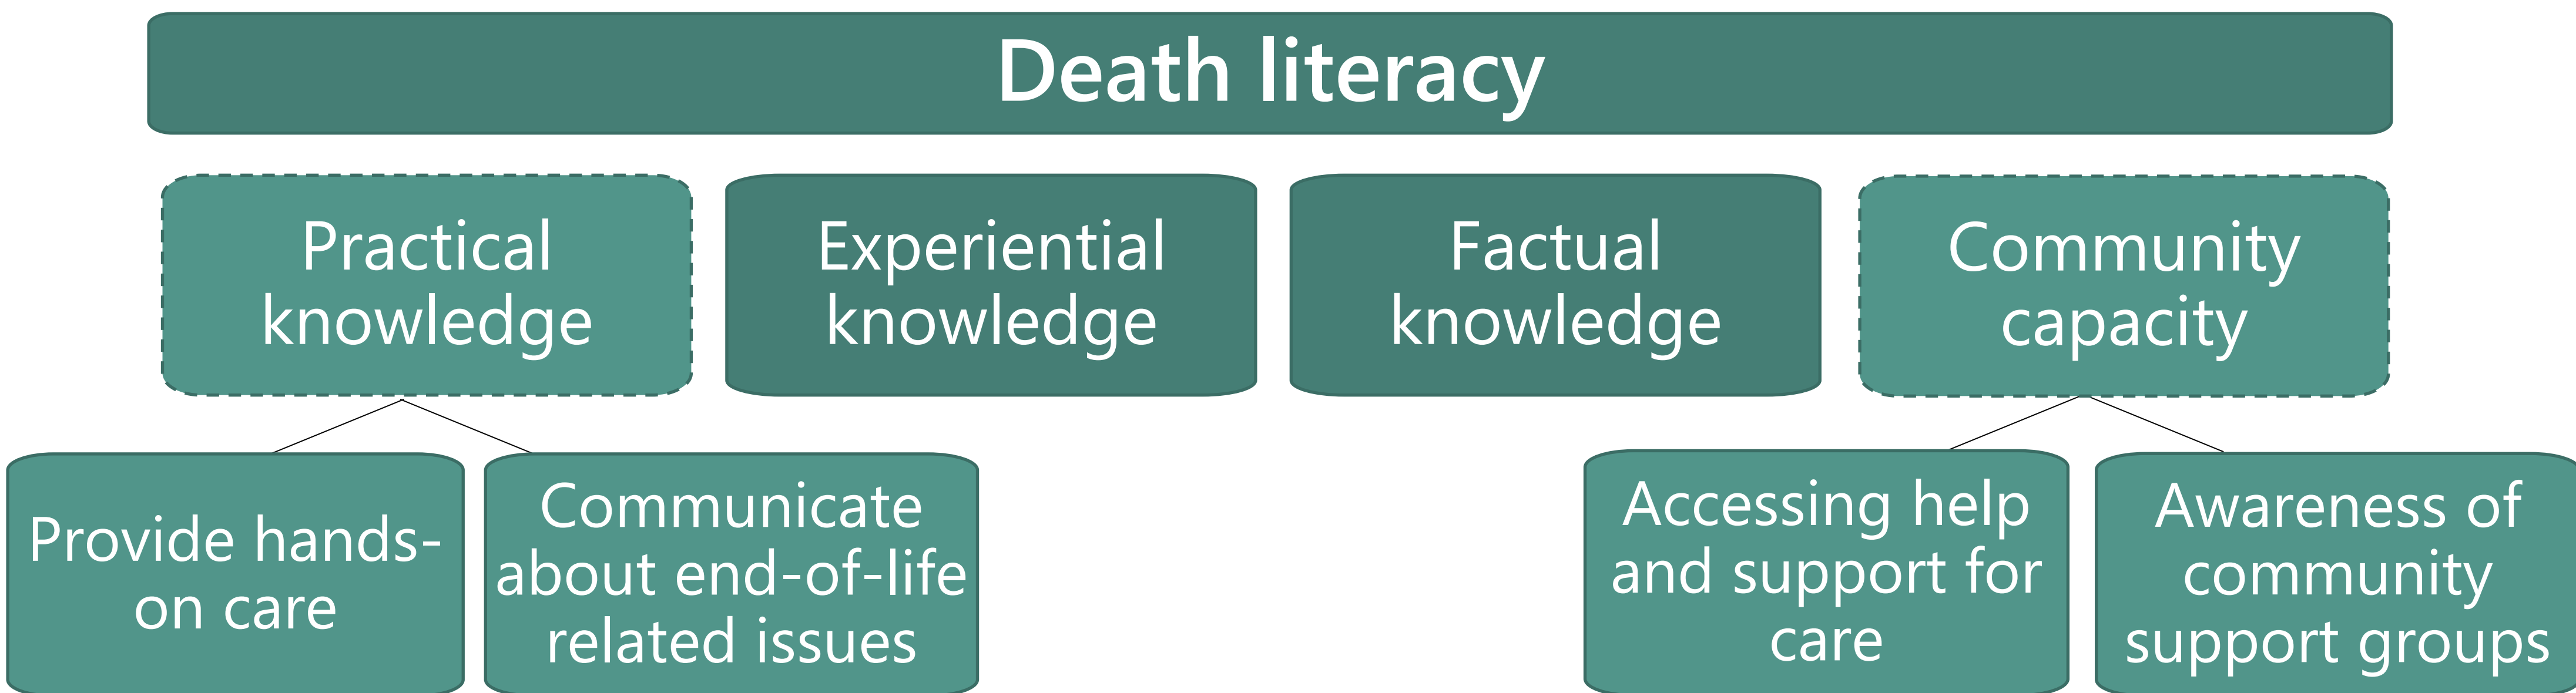 Death literacy
Practical
knowledge
Experiential
knowledge
Factual
knowledge
Community
capacity
Provide hands-
on care
Communicate
about end-of-life
related issues
Accessing help
and support for
care
Awareness of
community
support groups